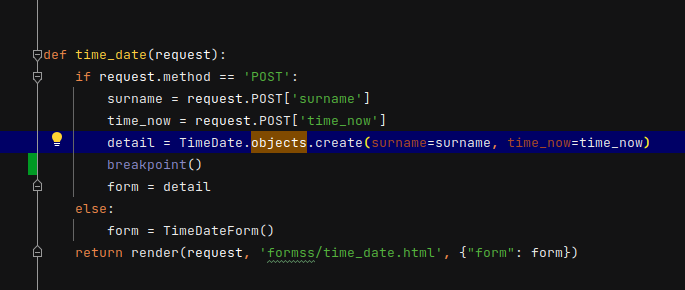 def time_date(request):
    if request.method == 'POST':
        surname = request.POST['surname']
        time_now = request.POST['time_now']
        detail = TimeDate.objects.create(surname=surname, time_now=time_now)
        breakpoint()
        form = detail
    else:
        form = TimeDateForm()
    return render(request, 'formss/time_date.html', {"form": form})